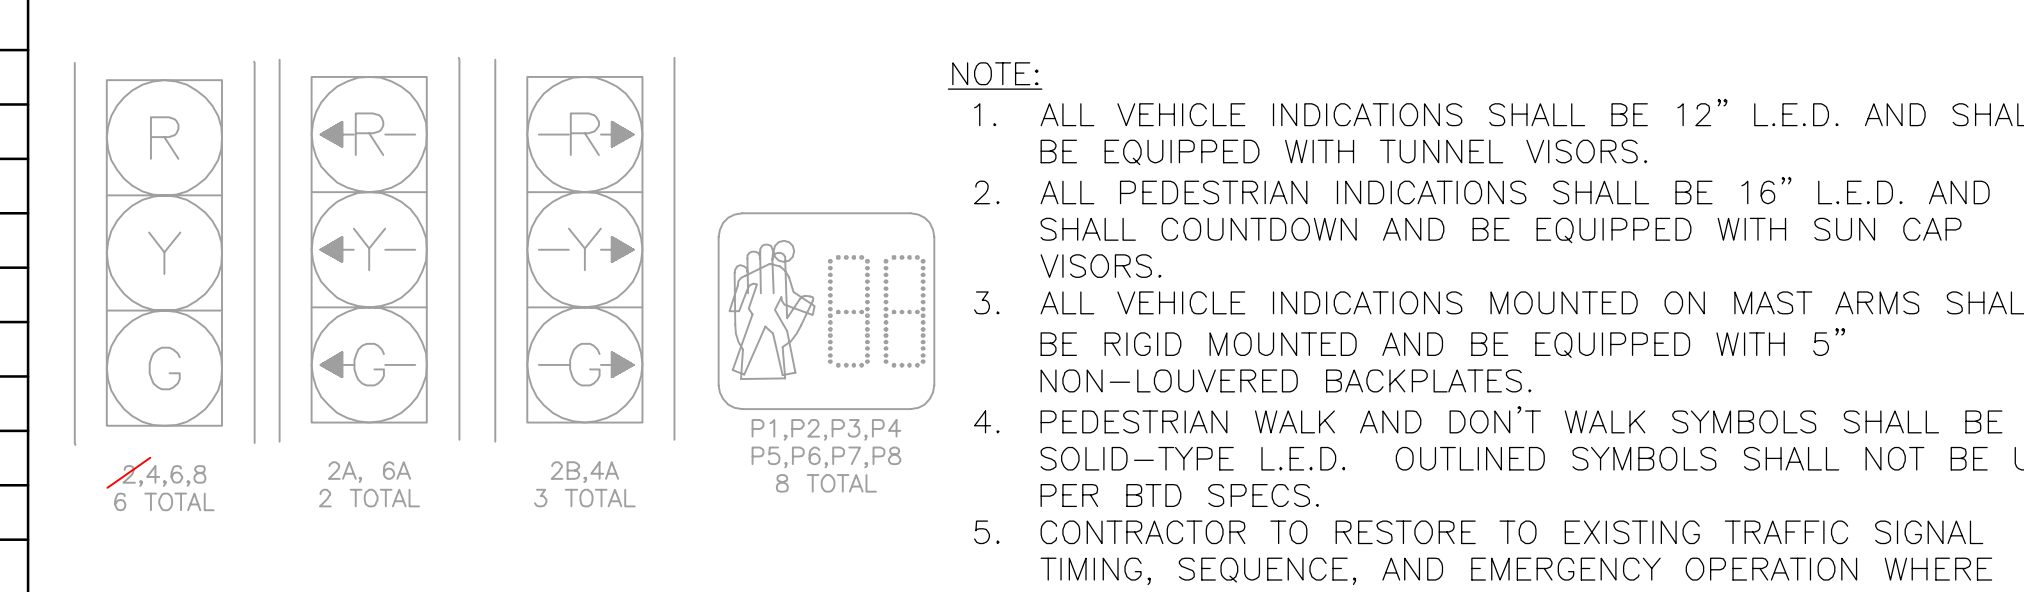 R
Y
G
R
Y
G
R
Y
G
88
2,4,6,8
6 TOTAL
2A, 6A
2 TOTAL
2B,4A
3 TOTAL
P1,P2,P3,P4
P5,P6,P7,P8
8 TOTAL
NOTE:
1. ALL VEHICLE INDICATIONS SHALL BE 12" L.E.D. AND SHAL
BE EQUIPPED WITH TUNNEL VISORS.
2. ALL PEDESTRIAN INDICATIONS SHALL BE 16" L.E.D. AND
SHALL COUNTDOWN AND BE EQUIPPED WITH SUN CAP
VISORS.
3. ALL VEHICLE INDICATIONS MOUNTED ON MAST ARMS SHAL
BE RIGID MOUNTED AND BE EQUIPPED WITH 5"
NON-LOUVERED BACKPLATES.
4. PEDESTRIAN WALK AND DON'T WALK SYMBOLS SHALL BE
SOLID-TYPE L.E.D. OUTLINED SYMBOLS SHALL NOT BE U
PER BTD SPECS.
5. CONTRACTOR TO RESTORE TO EXISTING TRAFFIC SIGNAL
TIMING, SEQUENCE, AND EMERGENCY OPERATION WHERE